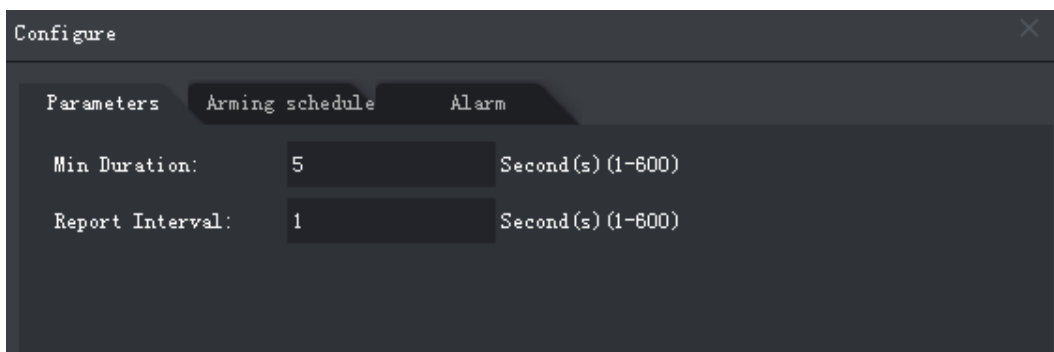 Configure
Parameters Arming schedule Alarm
Min Duration: 5 Second(s)(1-600)
Report Interval: 1 Second(s)(1-600)